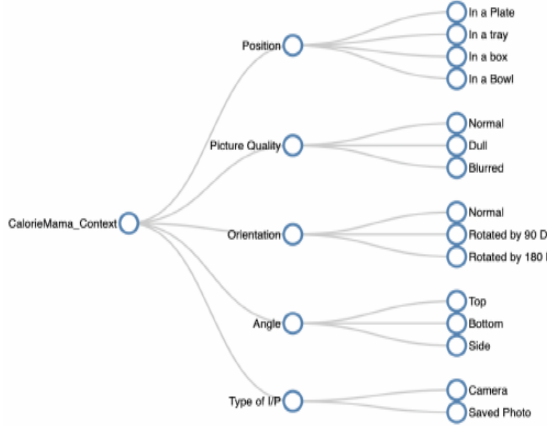 CalorieMama_Context
Position
In a Plate
In a tray
In a box
In a Bowl
Picture Quality
Normal
Dull
Blurred
Orientation
Normal
Rotated by 90 D
Rotated by 180
Angle
Top
Bottom
Side
Type of I/P
Camera
Saved Photo